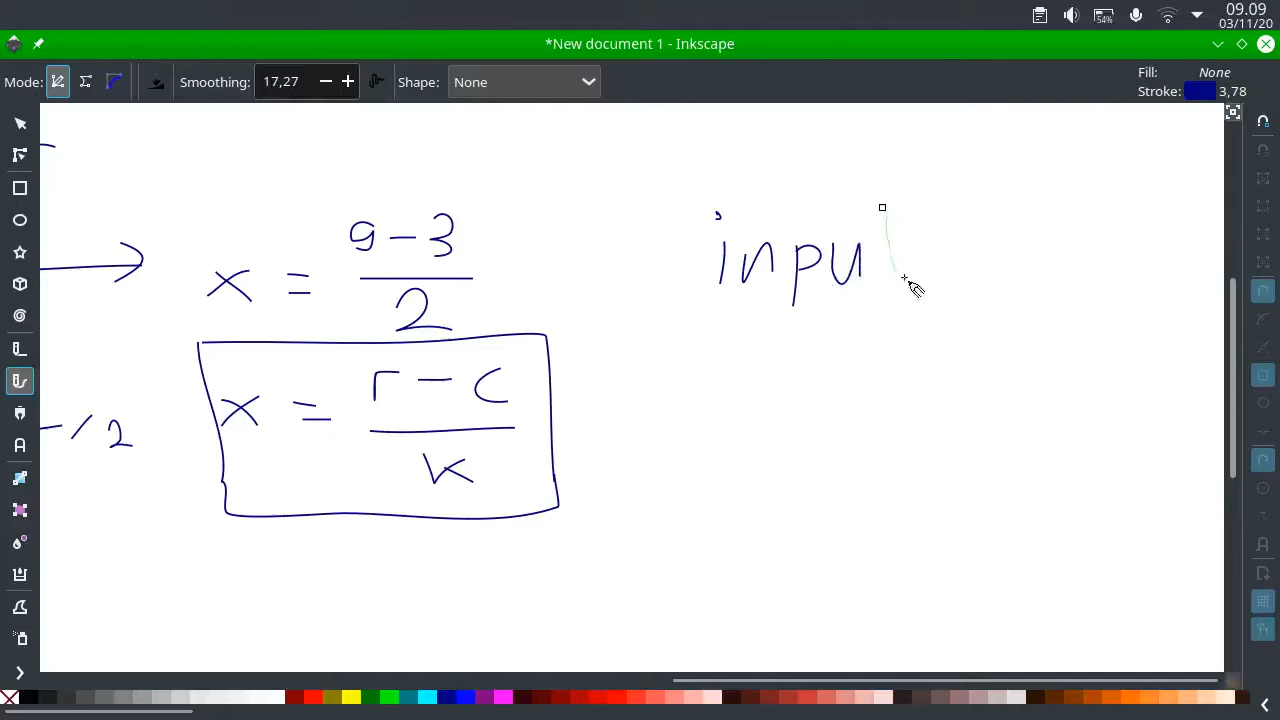 09.09
54%
03/11/20
*New document 1 - Inkscape
Mode:
Smoothing: 17,27
Shape: None
Fill: None
Stroke: 3,78
x = 9-3
2
x = r-c
k
-/2
inpu